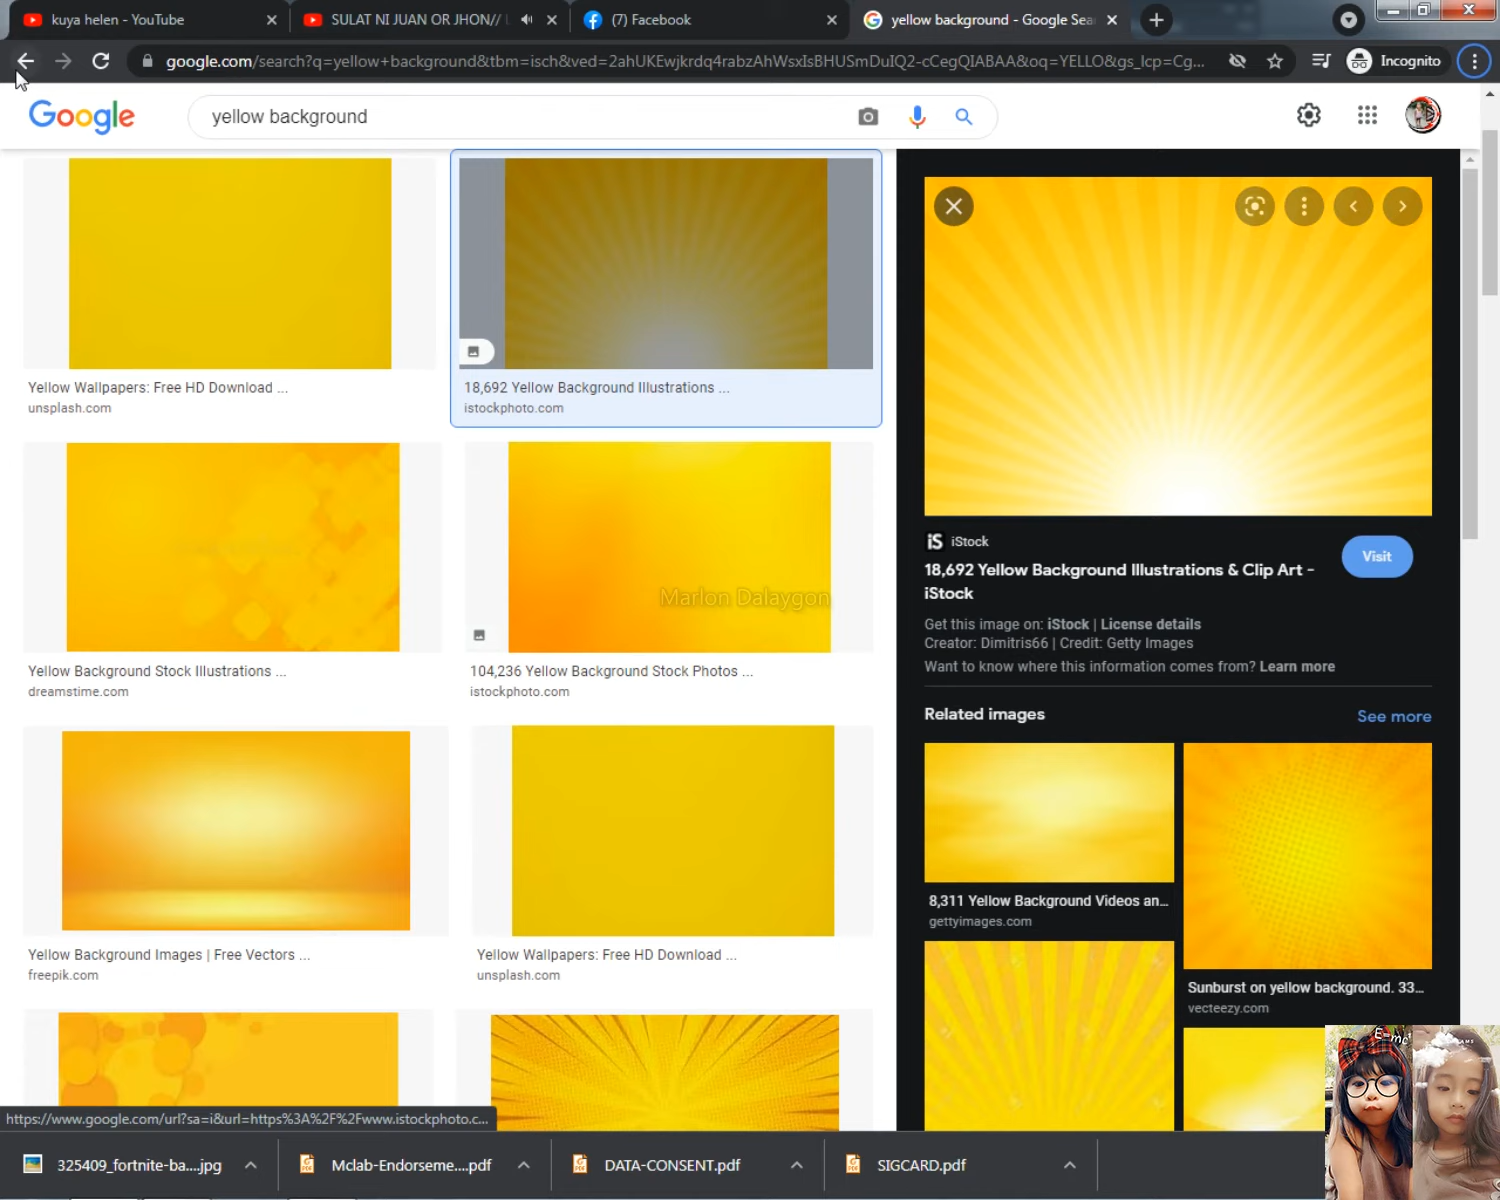 kuya helen - YouTube
SULAT NI JUAN OR JHON//
(7) Facebook
yellow background - Google Sea
google.com/search?q=yellow+background&tbm=isch&ved=2ahUKEwjkrdq4rabzAhWsxIsBHUSmDuIQ2-cCegQIABAA&oq=YELLO&gs_lcp=Cg...
Incognito
Google
yellow background
Yellow Wallpapers: Free HD Download ...
unsplash.com
18,692 Yellow Background Illustrations ...
istockphoto.com
Marlon Dalaygon
Yellow Background Stock Illustrations ...
dreamstime.com
104,236 Yellow Background Stock Photos ...
istockphoto.com
Yellow Background Images | Free Vectors ...
freepik.com
Yellow Wallpapers: Free HD Download ...
unsplash.com
iS iStock
18,692 Yellow Background Illustrations & Clip Art -
iStock
Visit
Get this image on: iStock | License details
Creator: Dimitris66 | Credit: Getty Images
Want to know where this information comes from? Learn more
Related images
See more
8,311 Yellow Background Videos an...
gettyimages.com
Sunburst on yellow background. 33...
vecteezy.com
https://www.google.com/url?sa=i&url=https%3A%2F%2Fwww.istockphoto.c...
325409_fortnite-ba....jpg
Mclab-Endorseme....pdf
DATA-CONSENT.pdf
SIGCARD.pdf